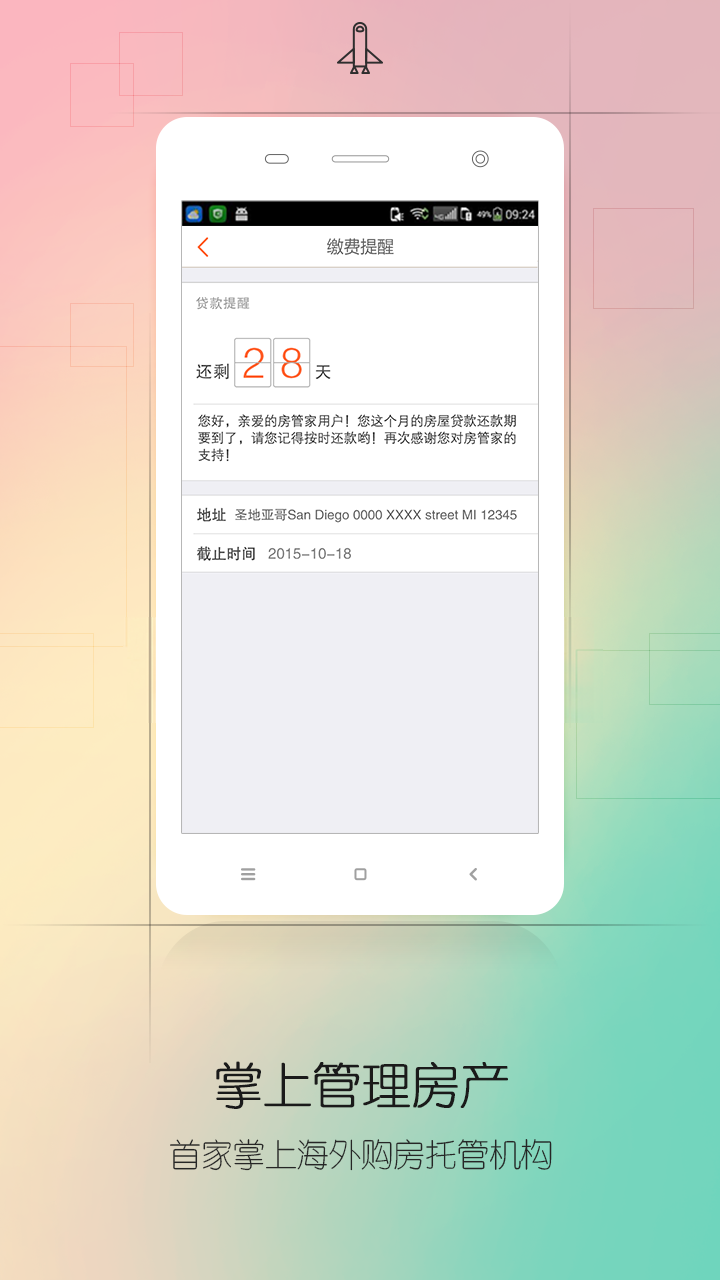 49% 09:24
缴费提醒
贷款提醒
还剩 28 天
您好，亲爱的房管家用户！您这个月的房屋贷款还款期
要到了，请您记得按时还款哟！再次感谢您对房管家的
支持！
地址 圣地亚哥San Diego 0000 XXXX street MI 12345
截止时间 2015-10-18
掌上管理房产
首家掌上海外购房托管机构